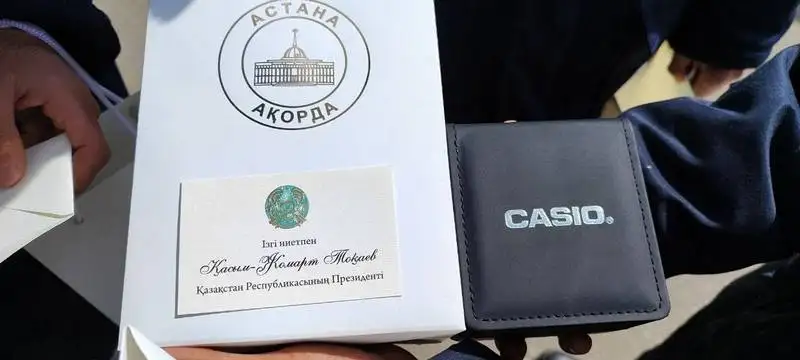 АСТАНА
АҚОРДА
Ізгі ниетпен
Қасым-Жомарт Тоқаев
Қазақстан Республикасының Президенті
CASIO®